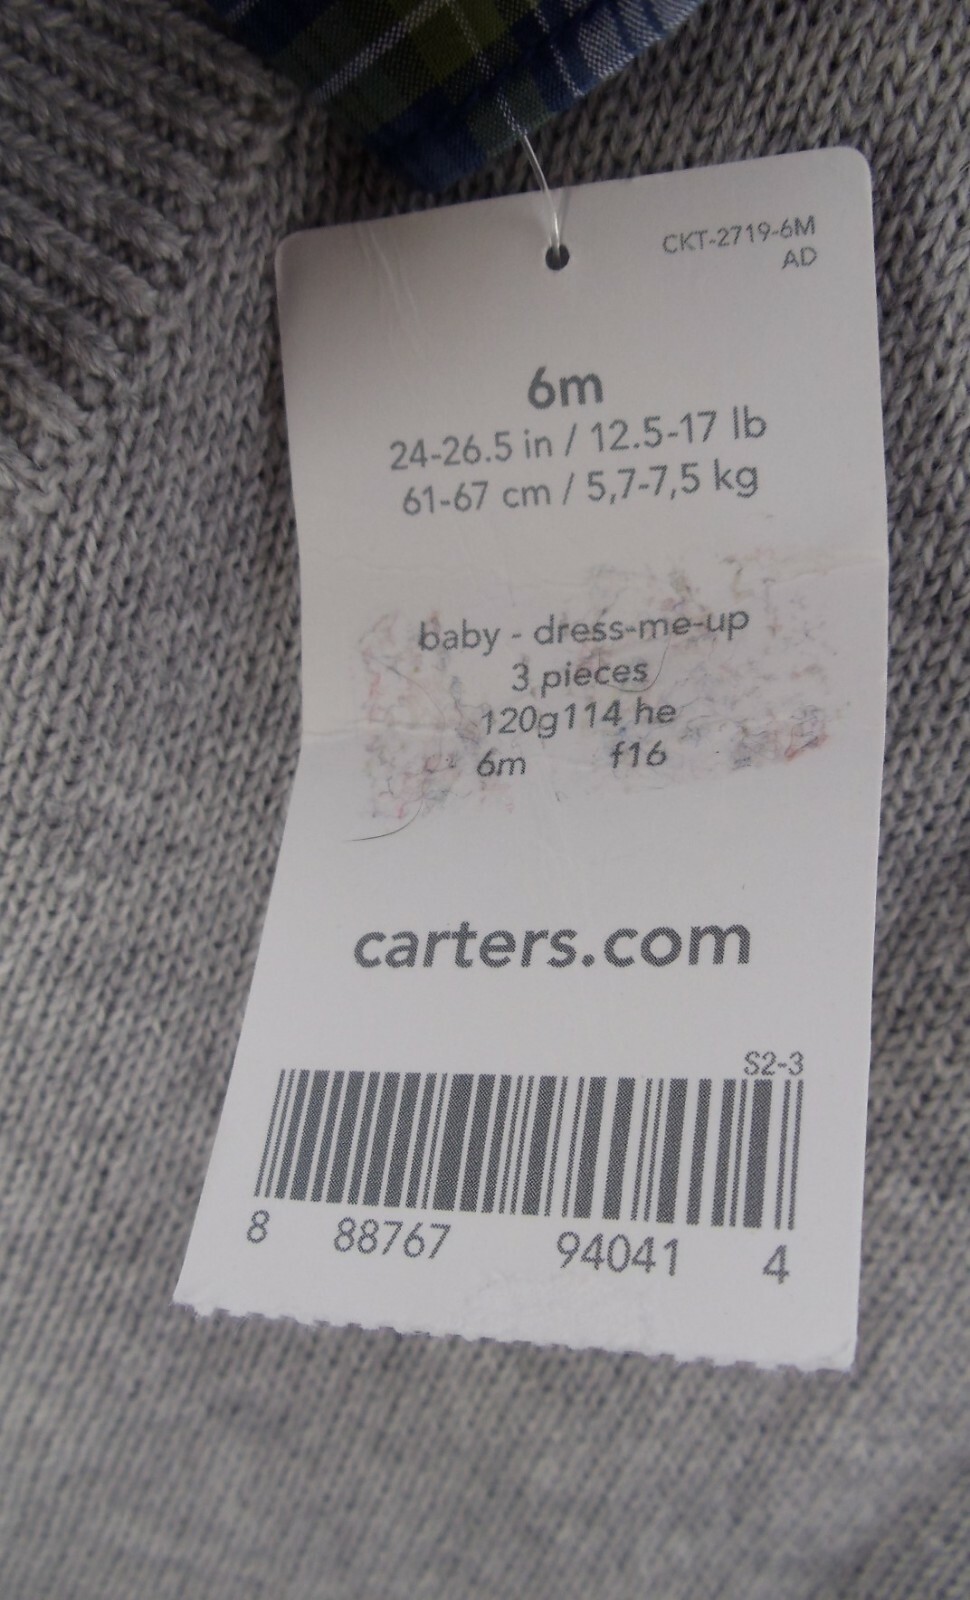 CKT-2719-6M
AD
6m
24-26.5 in / 12.5-17 lb
61-67 cm / 5,7-7,5 kg
baby - dress-me-up
3 pieces
120g114 he
6m f16
carters.com
S2-3
8 88767 94041 4